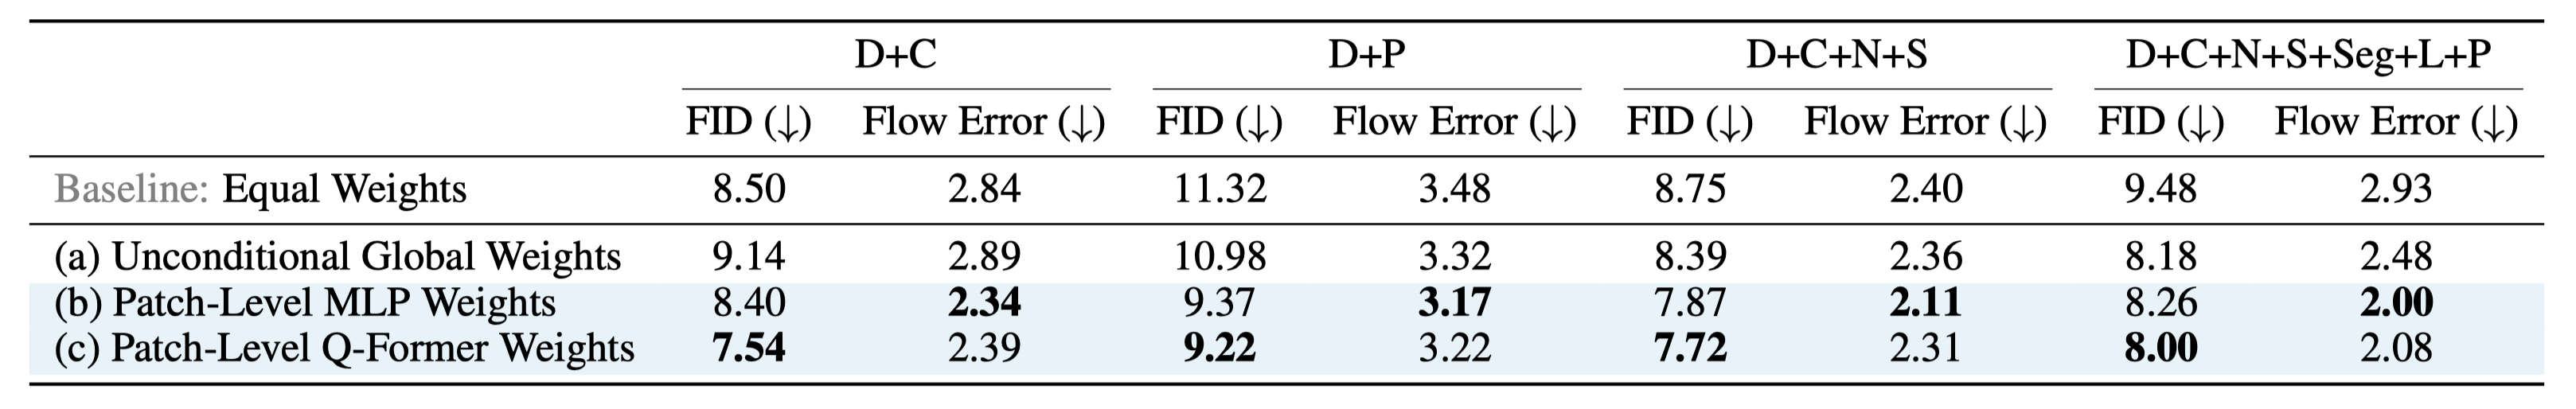 D+C D+P D+C+N+S D+C+N+S+Seg+L+P
FID (↓) Flow Error (↓) FID (↓) Flow Error (↓) FID (↓) Flow Error (↓) FID (↓) Flow Error (↓)
Baseline: Equal Weights 8.50 2.84 11.32 3.48 8.75 2.40 9.48 2.93
(a) Unconditional Global Weights 9.14 2.89 10.98 3.32 8.39 2.36 8.18 2.48
(b) Patch-Level MLP Weights 8.40 2.34 9.37 3.17 7.87 2.11 8.26 2.00
(c) Patch-Level Q-Former Weights 7.54 2.39 9.22 3.22 7.72 2.31 8.00 2.08